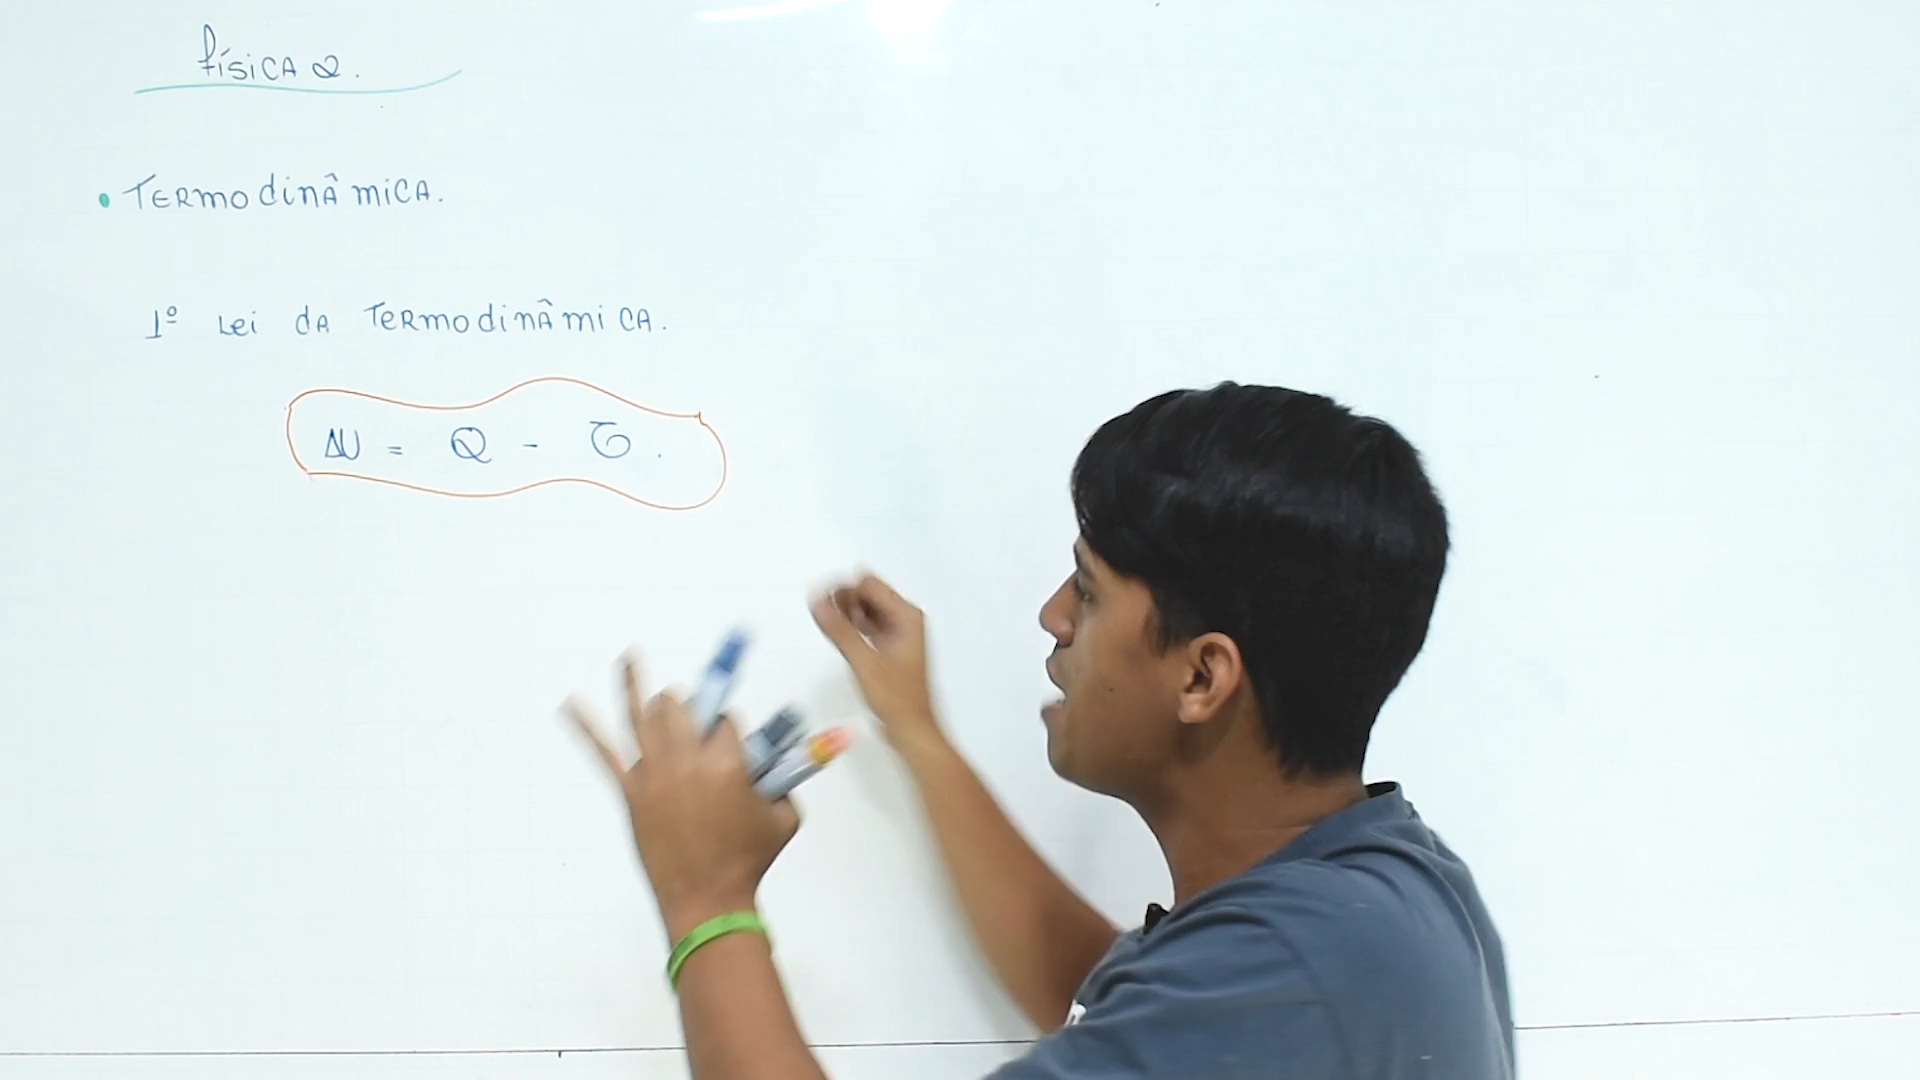 física 2.
• Termodinâmica.
1º Lei da Termodinâmica.
ΔU = Q - τ.